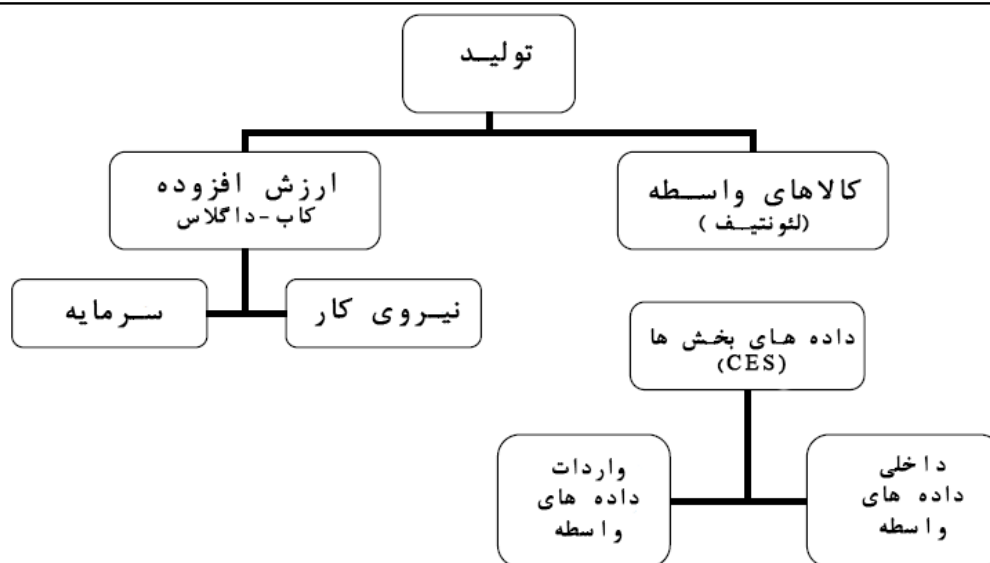 تولید
ارزش افزوده
کاب-داگلاس
کالاهای واسطه
(لئونتیف)
سرمایه
نیروی کار
داده های بخش ها
(CES)
واردات
داده های
واسطه
داخلی
داده های
واسطه